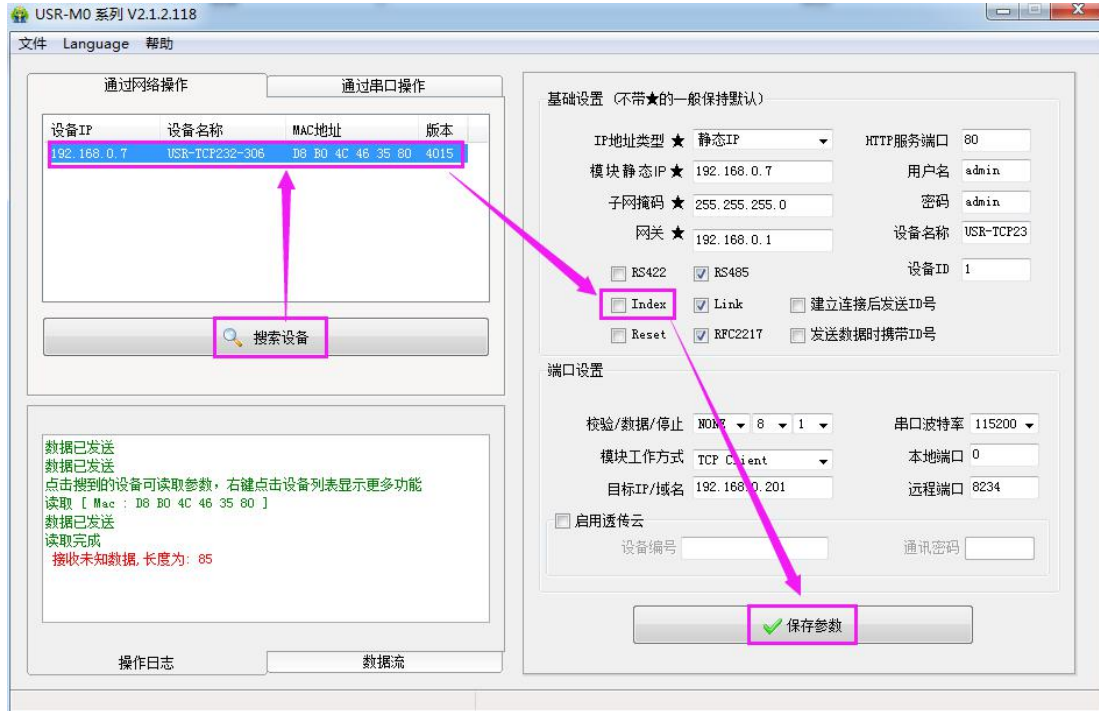 USR-M0 系列 V2.1.2.118
文件 Language 帮助
通过网络操作 通过串口操作
设备IP 设备名称 MAC地址 版本
192.168.0.7 USR-TCP232-306 D8 B0 4C 46 35 80 4015
搜索设备
数据已发送
数据已发送
点击搜到的设备可读取参数，右键点击设备列表显示更多功能
读取 [ Mac : D8 B0 4C 46 35 80 ]
数据已发送
读取完成
接收未知数据,长度为: 85
操作日志 数据流
基础设置 (不带★的一般保持默认)
IP地址类型 ★ 静态IP HTTP服务端口 80
模块静态IP ★ 192.168.0.7 用户名 admin
子网掩码 ★ 255.255.255.0 密码 admin
网关 ★ 192.168.0.1 设备名称 USR-TCP23
RS422 RS485 设备ID 1
Index Link 建立连接后发送ID号
Reset RFC2217 发送数据时携带ID号
端口设置
校验/数据/停止 NONE 8 1 串口波特率 115200
模块工作方式 TCP Client 本地端口 0
目标IP/域名 192.168.0.201 远程端口 8234
启用透传云
设备编号 通讯密码
保存参数